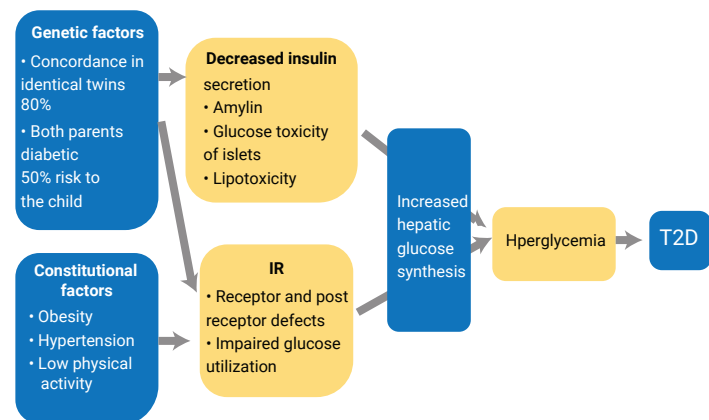 Genetic factors
• Concordance in
identical twins
80%
• Both parents
diabetic
50% risk to
the child
Decreased insulin
secretion
• Amylin
• Glucose toxicity
of islets
• Lipotoxicity
Constitutional
factors
• Obesity
• Hypertension
• Low physical
activity
IR
• Receptor and post
receptor defects
• Impaired glucose
utilization
Increased
hepatic
glucose
synthesis
Hperglycemia
T2D